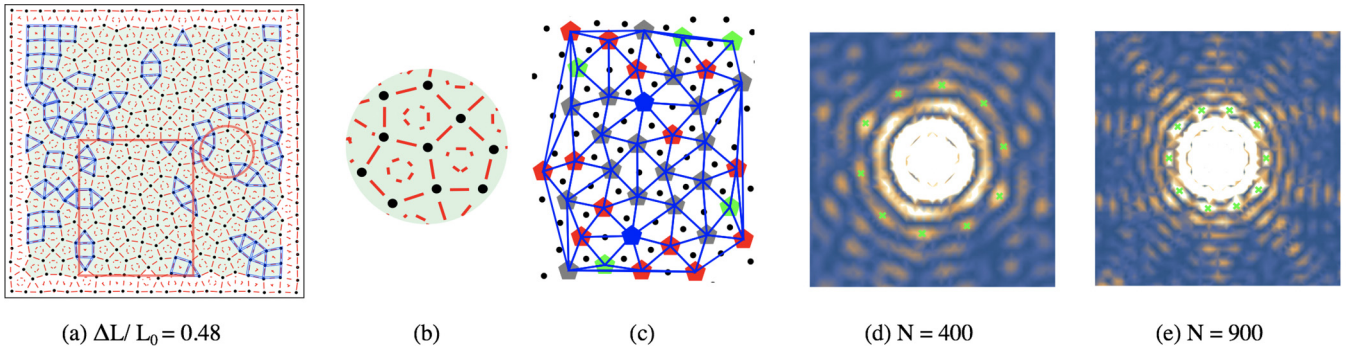 (a) ΔL/ L₀ = 0.48
(b)
(c)
(d) N = 400
(e) N = 900